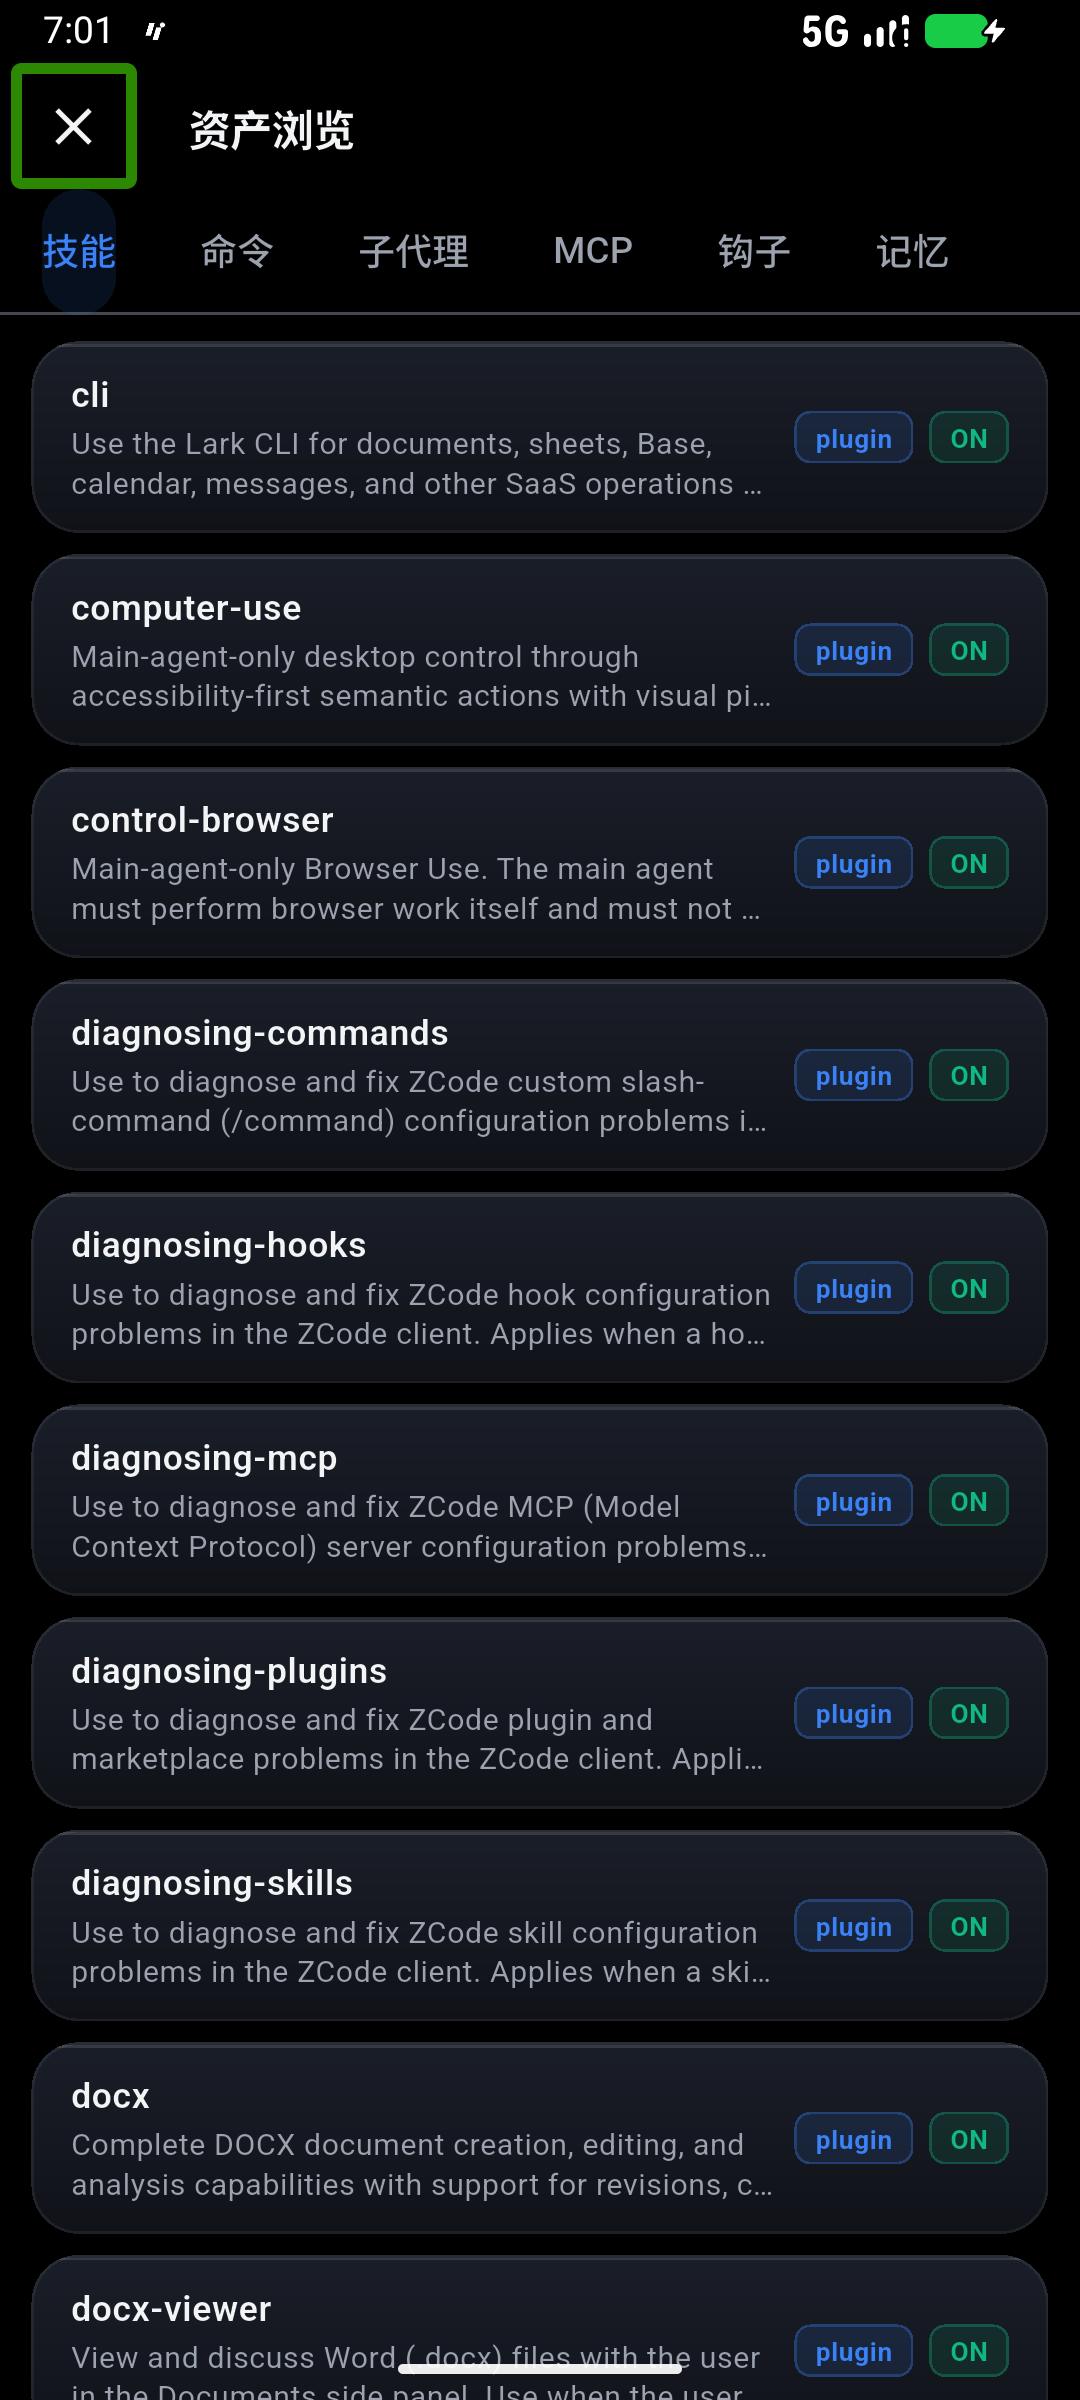 7:01
5G
资产浏览
技能 命令 子代理 MCP 钩子 记忆
cli
Use the Lark CLI for documents, sheets, Base,
calendar, messages, and other SaaS operations …
plugin ON
computer-use
Main-agent-only desktop control through
accessibility-first semantic actions with visual pi…
plugin ON
control-browser
Main-agent-only Browser Use. The main agent
must perform browser work itself and must not …
plugin ON
diagnosing-commands
Use to diagnose and fix ZCode custom slash-
command (/command) configuration problems i…
plugin ON
diagnosing-hooks
Use to diagnose and fix ZCode hook configuration
problems in the ZCode client. Applies when a ho…
plugin ON
diagnosing-mcp
Use to diagnose and fix ZCode MCP (Model
Context Protocol) server configuration problems…
plugin ON
diagnosing-plugins
Use to diagnose and fix ZCode plugin and
marketplace problems in the ZCode client. Appli…
plugin ON
diagnosing-skills
Use to diagnose and fix ZCode skill configuration
problems in the ZCode client. Applies when a ski…
plugin ON
docx
Complete DOCX document creation, editing, and
analysis capabilities with support for revisions, c…
plugin ON
docx-viewer
View and discuss Word (.docx) files with the user
in the Documents side panel. Use when the user
plugin ON